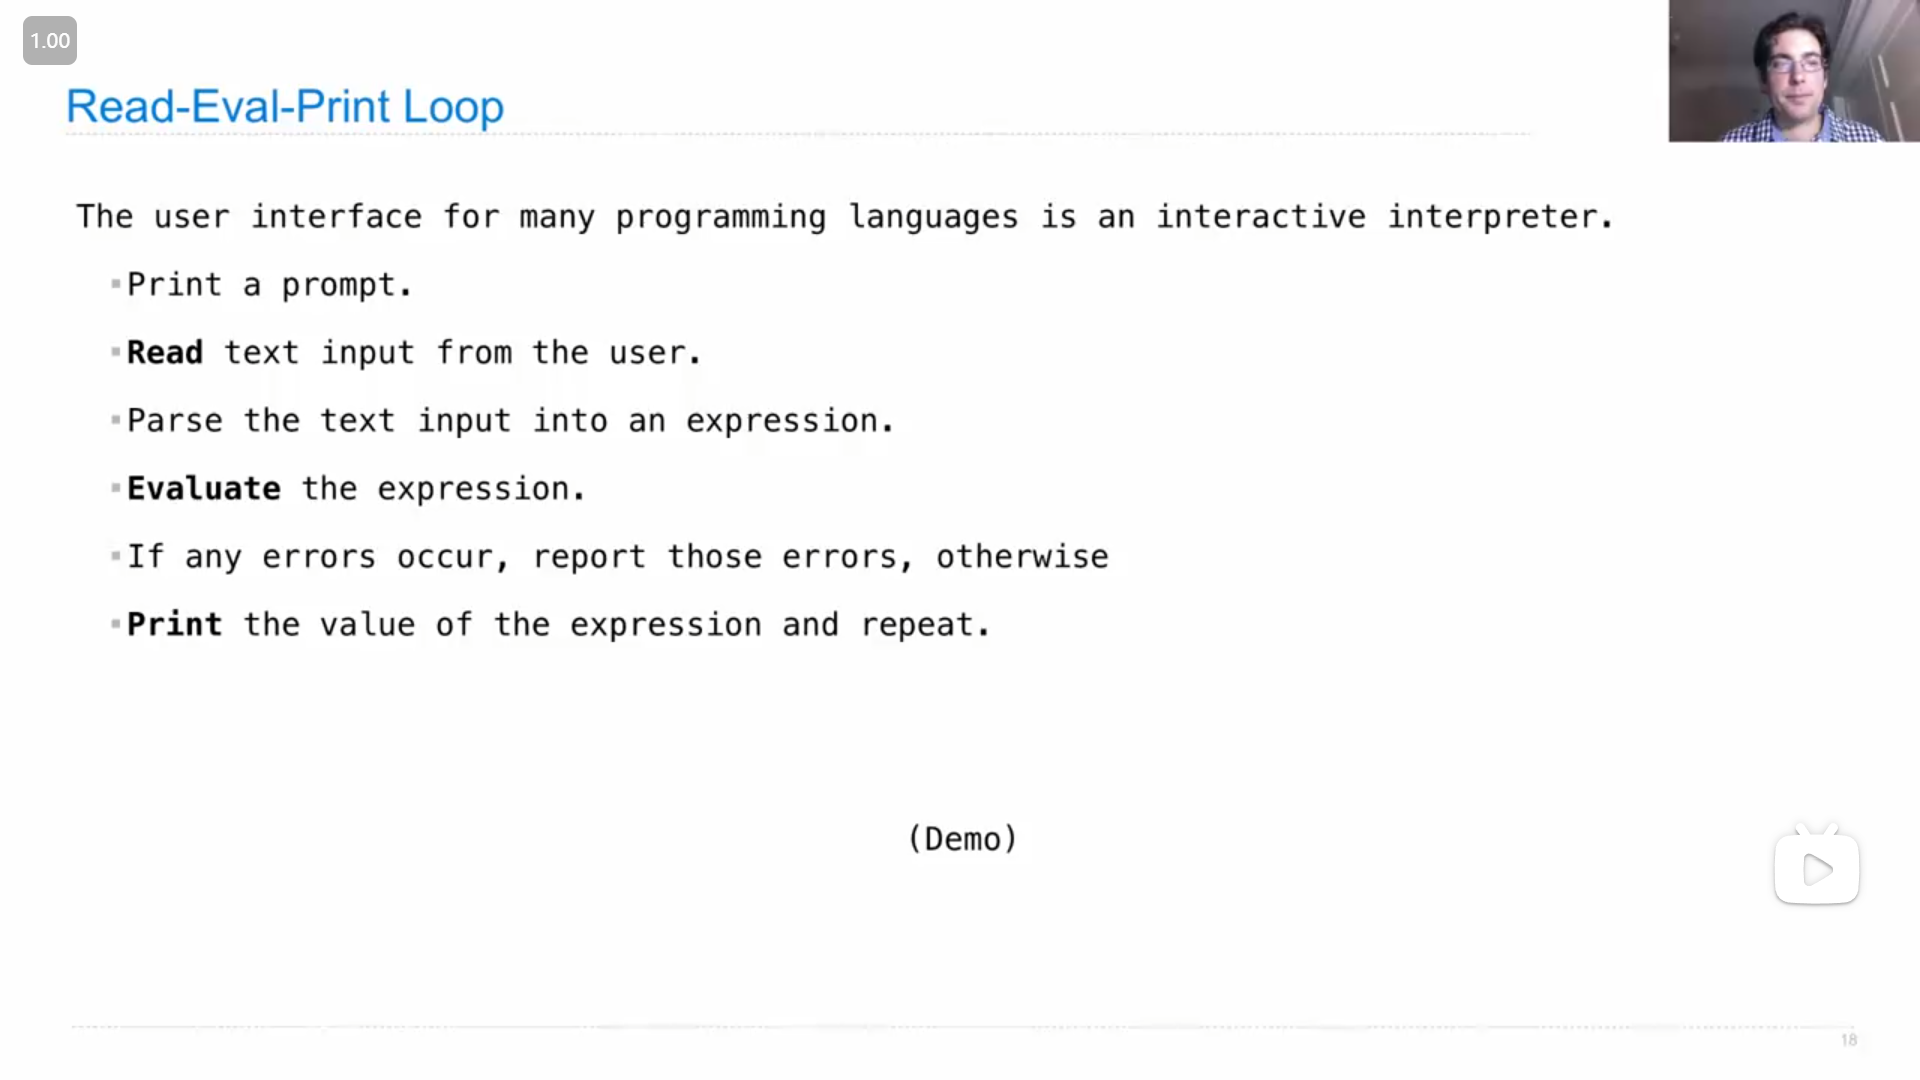 1.00
Read-Eval-Print Loop
The user interface for many programming languages is an interactive interpreter.
Print a prompt.
Read text input from the user.
Parse the text input into an expression.
Evaluate the expression.
If any errors occur, report those errors, otherwise
Print the value of the expression and repeat.
(Demo)
18